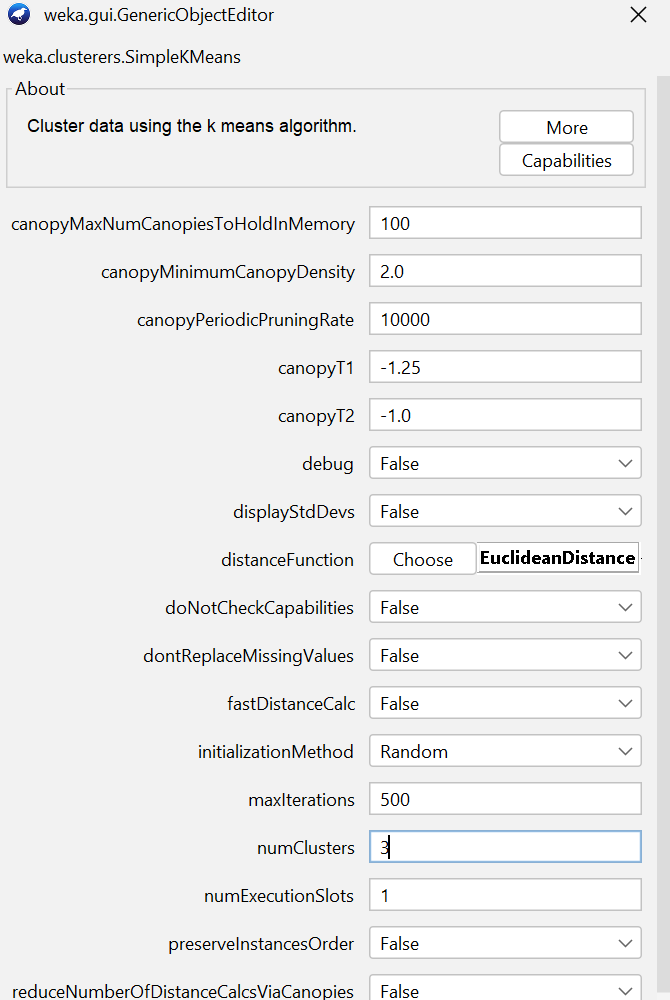 weka.gui.GenericObjectEditor
weka.clusterers.SimpleKMeans
About
Cluster data using the k means algorithm.
More
Capabilities
canopyMaxNumCanopiesToHoldInMemory 100
canopyMinimumCanopyDensity 2.0
canopyPeriodicPruningRate 10000
canopyT1 -1.25
canopyT2 -1.0
debug False
displayStdDevs False
distanceFunction Choose EuclideanDistance
doNotCheckCapabilities False
dontReplaceMissingValues False
fastDistanceCalc False
initializationMethod Random
maxIterations 500
numClusters 3
numExecutionSlots 1
preserveInstancesOrder False
reduceNumberOfDistanceCalcsViaCanopies False